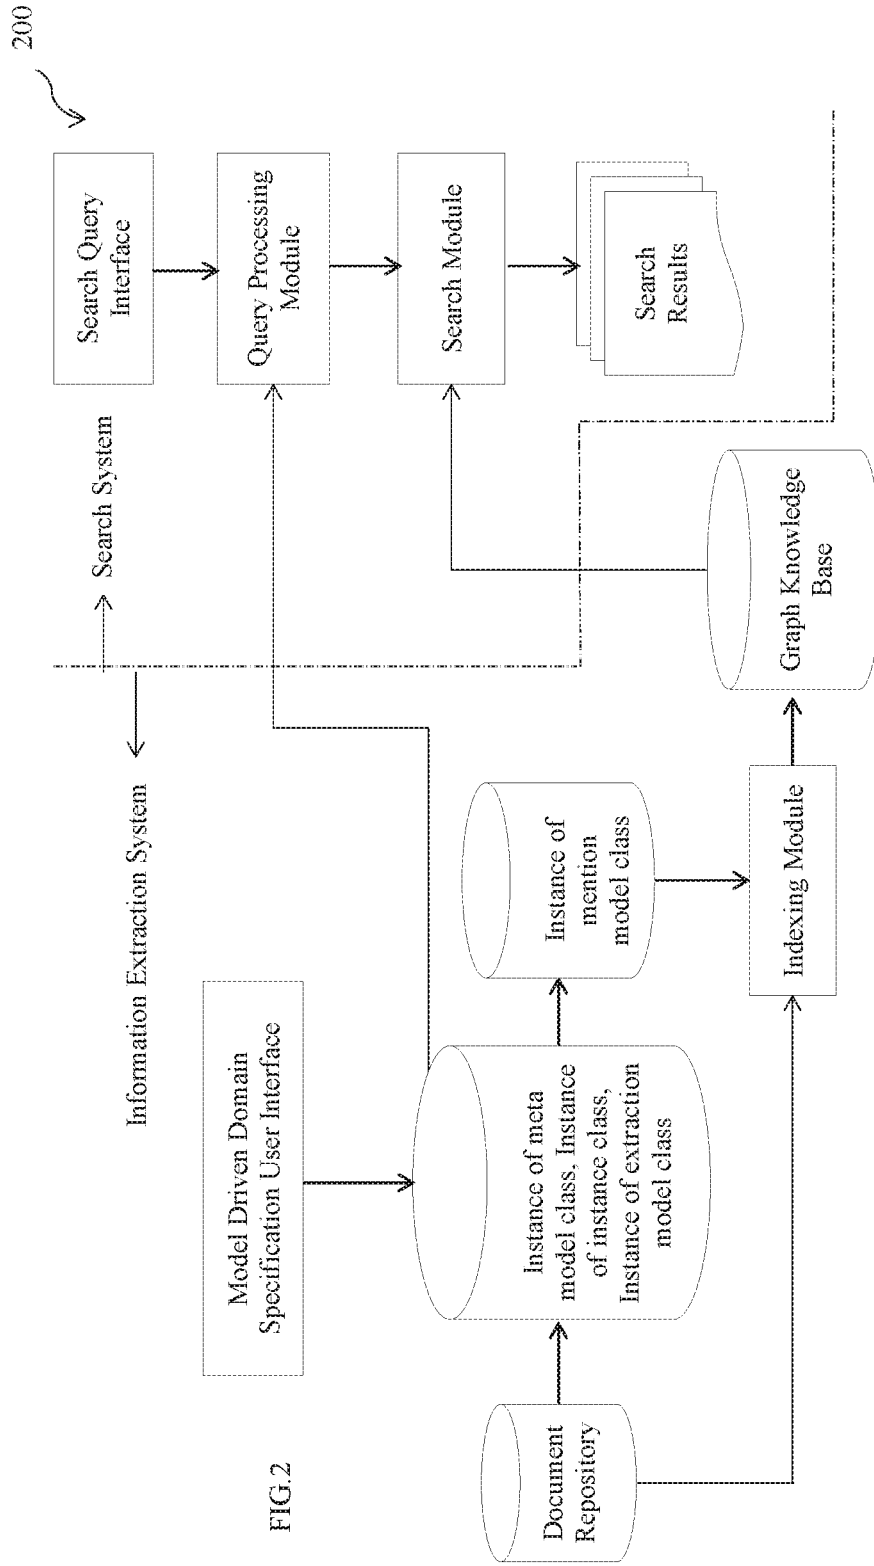 200
Search Query
Interface
Query Processing
Module
Search Module
Search
Results
Search System
Information Extraction System
Model Driven Domain
Specification User Interface
Instance of meta
model class, Instance
of instance class,
Instance of extraction
model class
Instance of
mention
model class
Document
Repository
Indexing Module
Graph Knowledge
Base
FIG.2